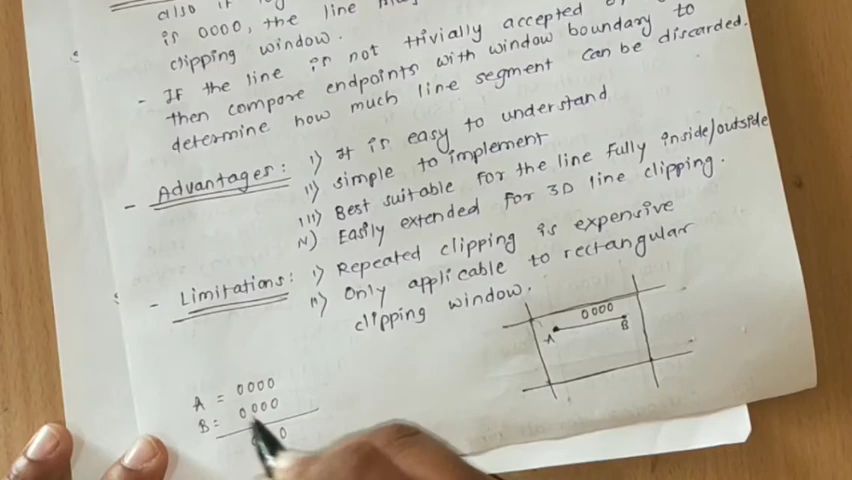 also if
is 0000, the line
clipping window.
- If the line is not trivially accepted
then compare endpoints with window boundary to
determine how much line segment can be discarded.
- Advantages: i) It is easy to understand
ii) simple to implement
iii) Best suitable for the line fully inside/outside
iv) Easily extended for 3D line clipping.
- Limitations: i) Repeated clipping is expensive
ii) Only applicable to rectangular
clipping window.
0000
A B
A = 0000
B = 0000
0